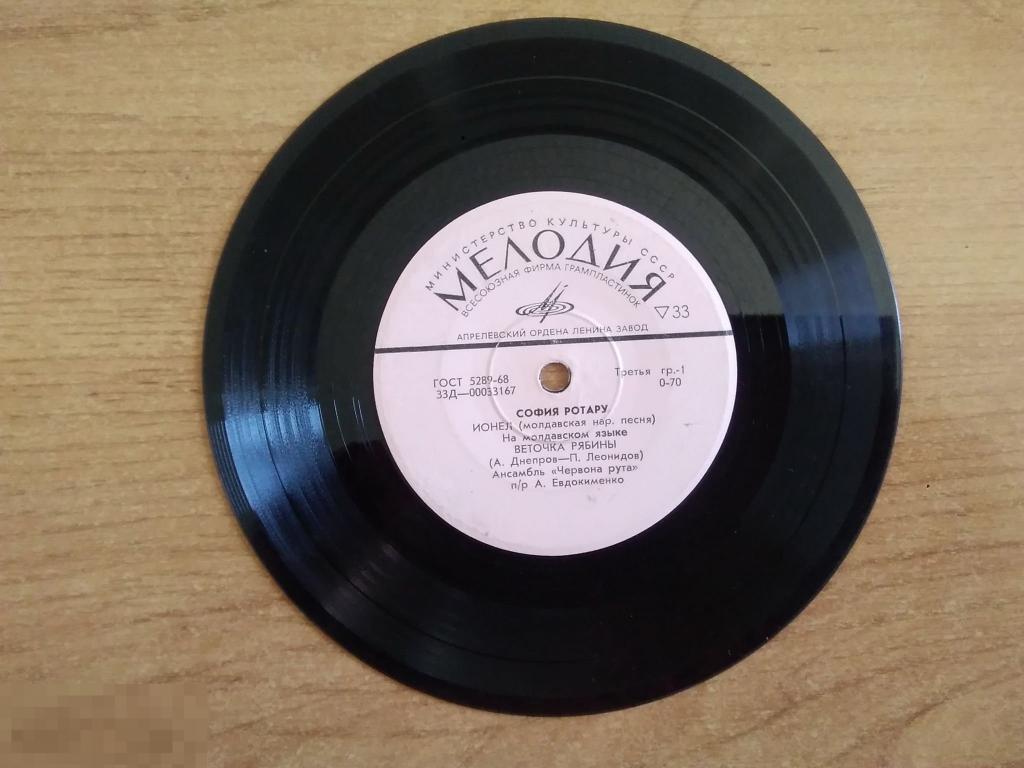 МИНИСТЕРСТВО КУЛЬТУРЫ СССР
МЕЛОДИЯ
ВСЕСОЮЗНАЯ ФИРМА ГРАМПЛАСТИНОК
▽33
АПРЕЛЕВСКИЙ ОРДЕНА ЛЕНИНА ЗАВОД
ГОСТ 5289-68
33Д—00033167
Третья гр.-1
0-70
СОФИЯ РОТАРУ
ИОНЕЛ (молдавская нар. песня)
На молдавском языке
ВЕТОЧКА РЯБИНЫ
(А. Днепров—П. Леонидов)
Ансамбль «Червона рута»
п/р А. Евдокименко